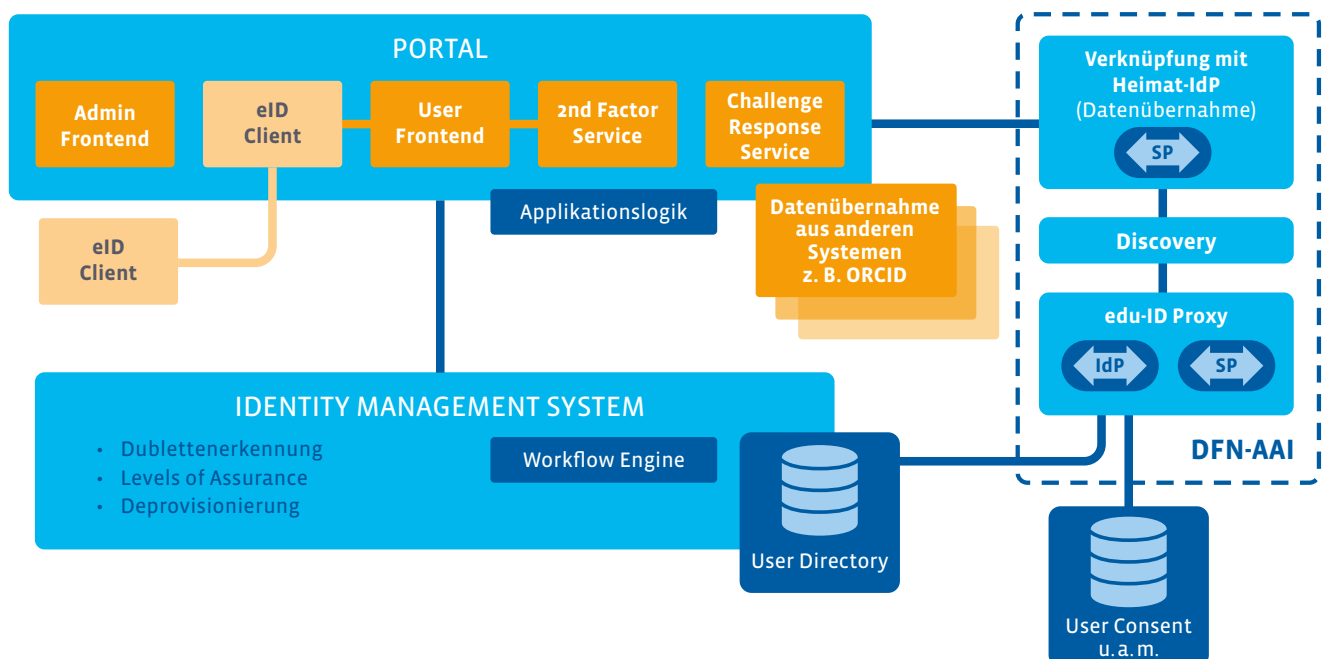 PORTAL
Admin
Frontend
eID
Client
User
Frontend
2nd Factor
Service
Challenge
Response
Service
Applikationslogik
eID
Client
Datenübernahme
aus anderen
Systemen
z. B. ORCID
Verknüpfung mit
Heimat-IdP
(Datenübernahme)
SP
Discovery
edu-ID Proxy
IdP
SP
DFN-AAI
IDENTITY MANAGEMENT SYSTEM
• Dublettenerkennung
• Levels of Assurance
• Deprovisionierung
Workflow Engine
User Directory
User Consent
u. a. m.